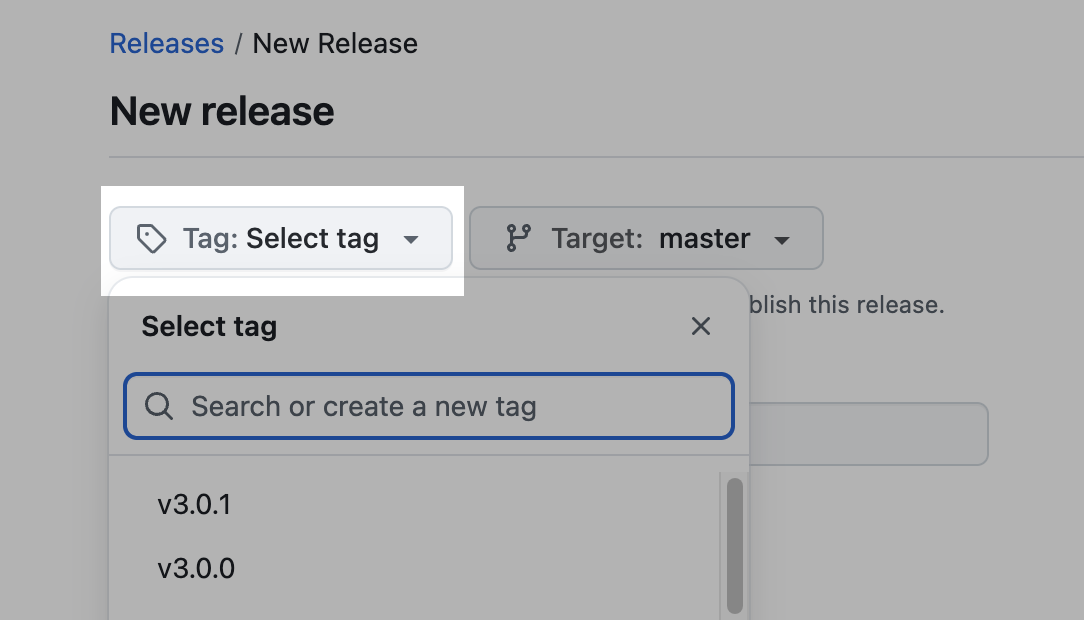 Releases / New Release
New release
Tag: Select tag Target: master
blish this release.
Select tag
Search or create a new tag
v3.0.1
v3.0.0